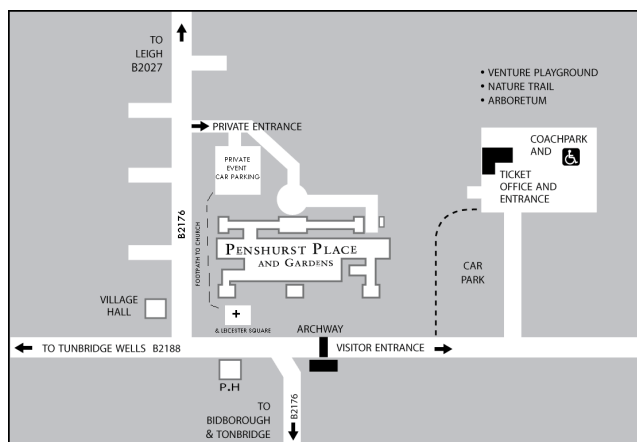 TO
LEIGH
B2027
• VENTURE PLAYGROUND
• NATURE TRAIL
• ARBORETUM
PRIVATE ENTRANCE
COACHPARK
AND
PRIVATE
EVENT
CAR PARKING
TICKET
OFFICE AND
ENTRANCE
B2176
FOOTPATH TO CHURCH
PENSHURST PLACE
AND GARDENS
CAR
PARK
VILLAGE
HALL
& LEICESTER SQUARE
ARCHWAY
TO TUNBRIDGE WELLS B2188
VISITOR ENTRANCE
P.H
B2176
TO
BIDBOROUGH
& TONBRIDGE